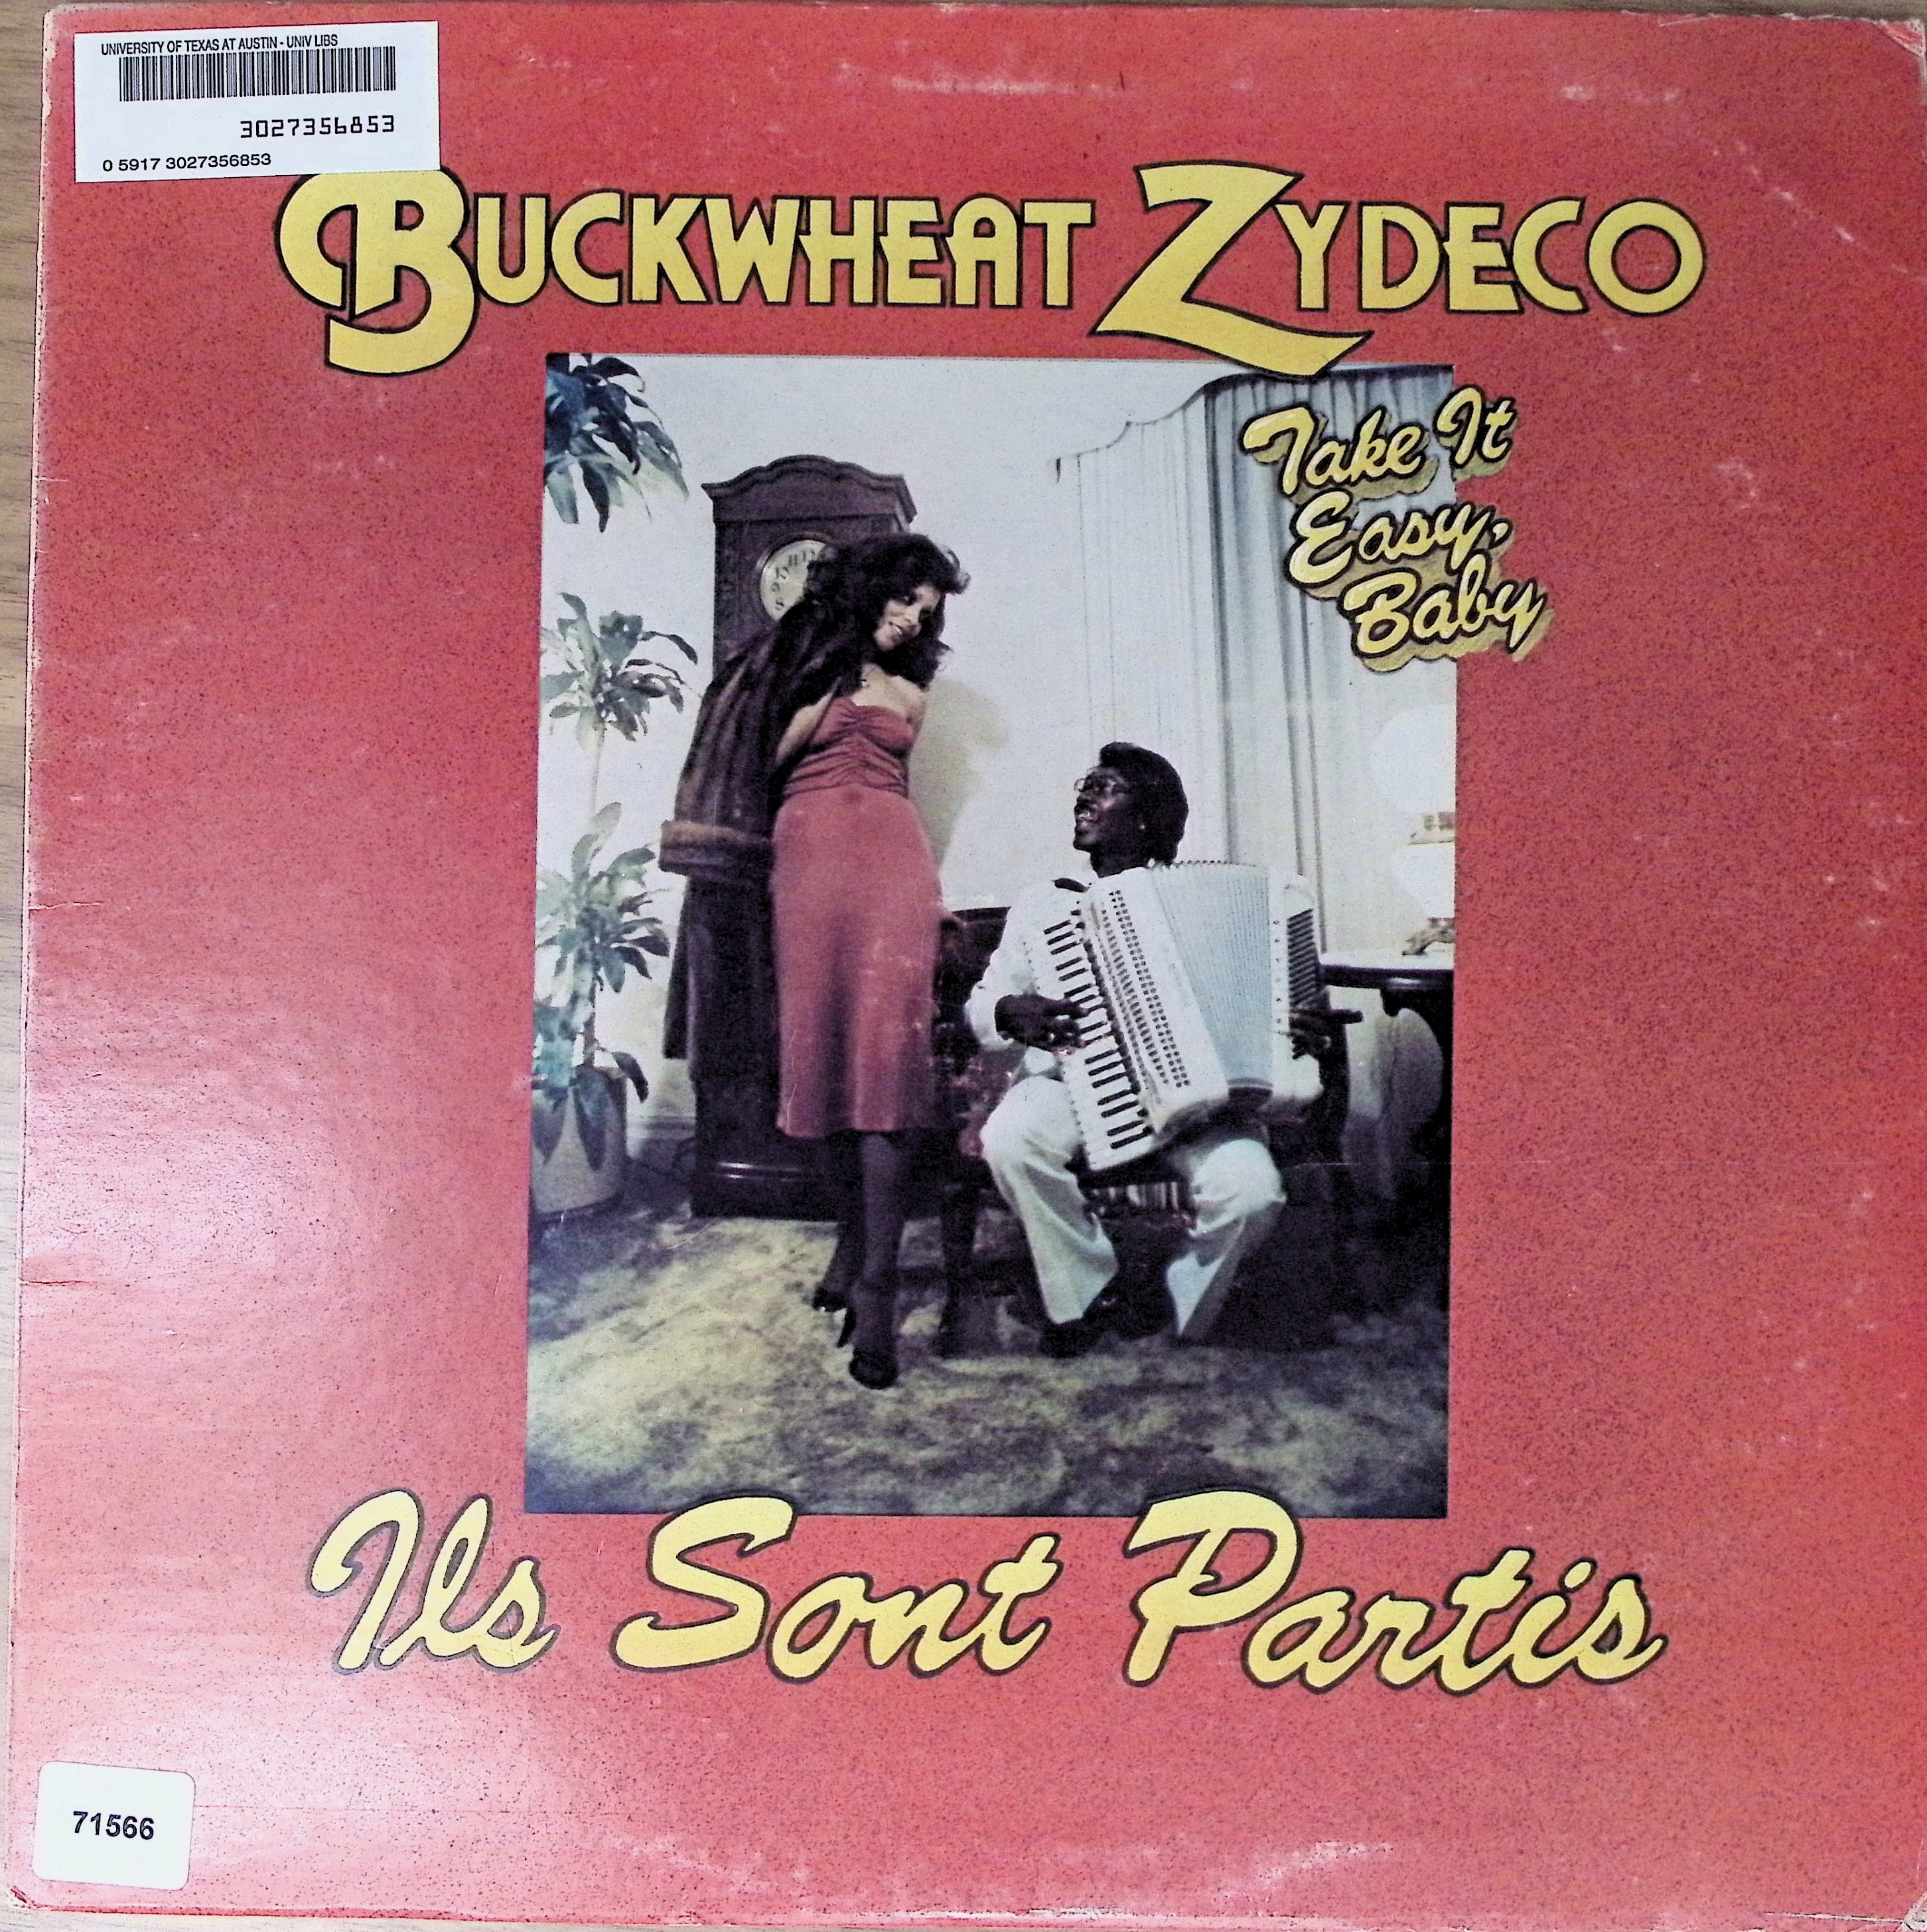 UNIVERSITY OF TEXAS AT AUSTIN - UNIV LIBS
3027356853
0 5917 3027356853
BUCKWHEAT ZYDECO
Take It
Easy,
Baby
Ils Sont Partis
71566